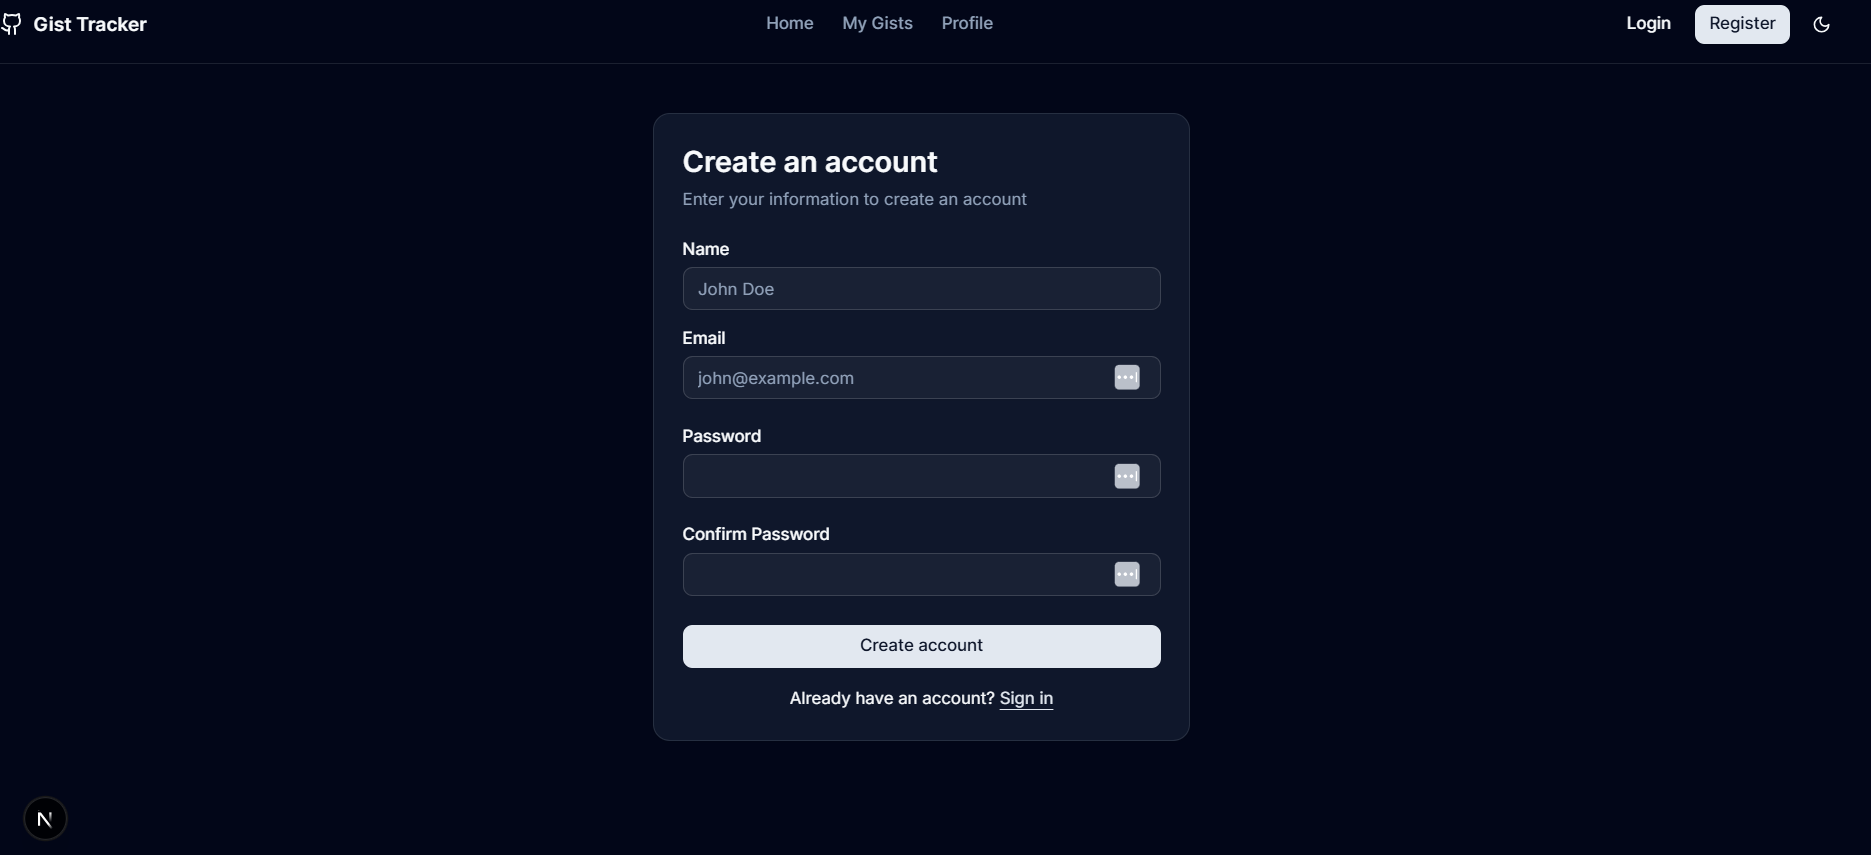 Gist Tracker
Home My Gists Profile
Login Register
Create an account
Enter your information to create an account
Name
John Doe
Email
john@example.com
Password
Confirm Password
Create account
Already have an account? Sign in
N